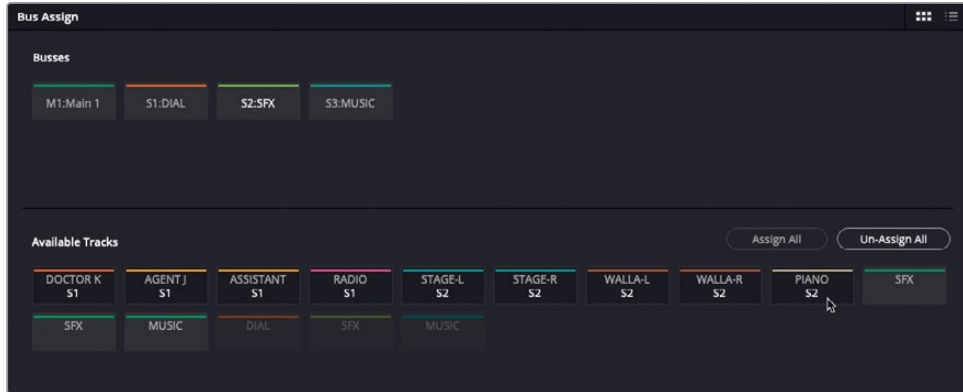 Bus Assign
Busses
M1:Main 1 S1:DIAL S2:SFX S3:MUSIC
Available Tracks Assign All Un-Assign All
DOCTOR K AGENT J ASSISTANT RADIO STAGE-L STAGE-R WALLA-L WALLA-R PIANO SFX
S1 S1 S1 S1 S2 S2 S2 S2 S2
SFX MUSIC DIAL SFX MUSIC